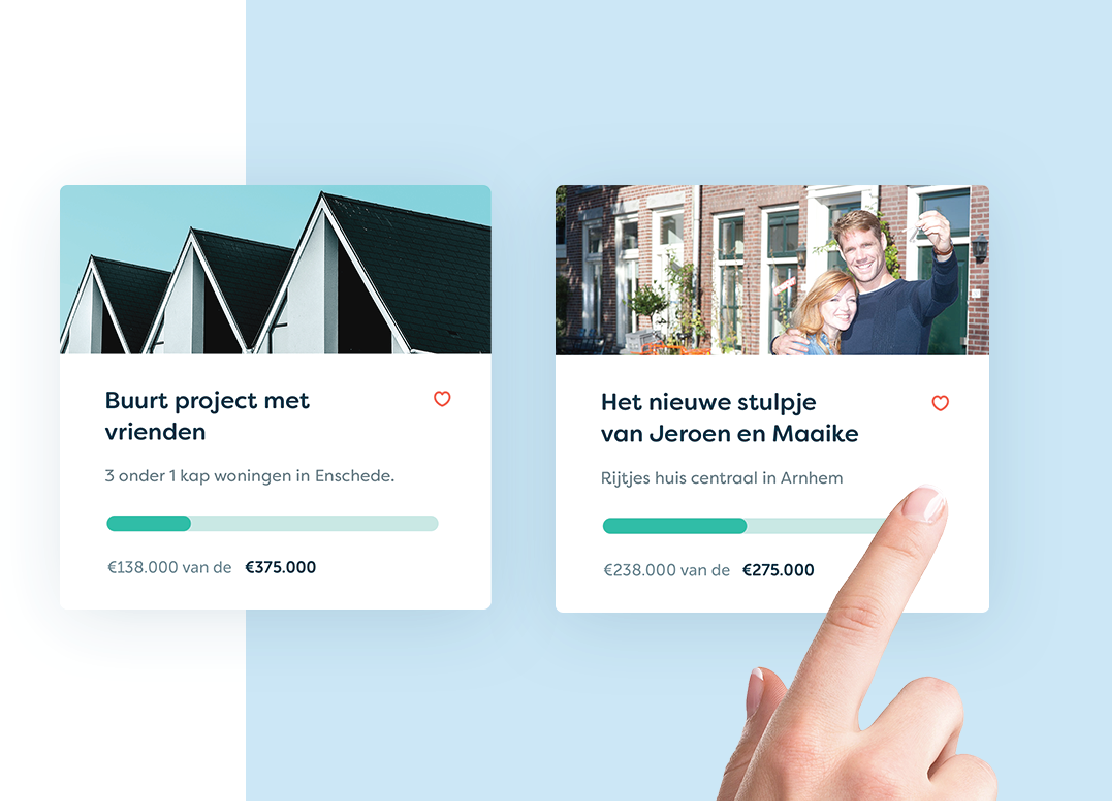 Buurt project met
vrienden
3 onder 1 kap woningen in Enschede.
€138.000 van de €375.000
Het nieuwe stulpje
van Jeroen en Maaike
Rijtjes huis centraal in Arnhem
€238.000 van de €275.000